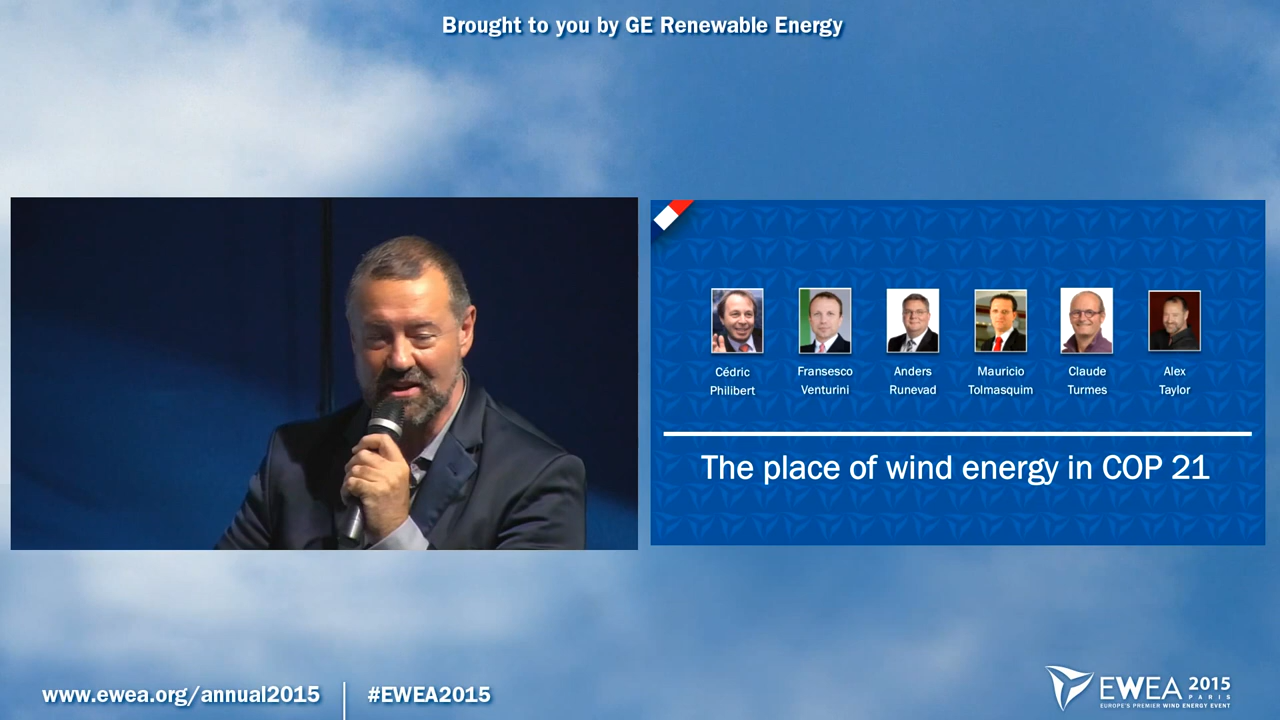 Brought to you by GE Renewable Energy
Cédric
Philibert
Fransesco
Venturini
Anders
Runevad
Mauricio
Tolmasquim
Claude
Turmes
Alex
Taylor
The place of wind energy in COP 21
www.ewea.org/annual2015
#EWEA2015
EWEA 2015
PARIS
EUROPE'S PREMIER WIND ENERGY EVENT